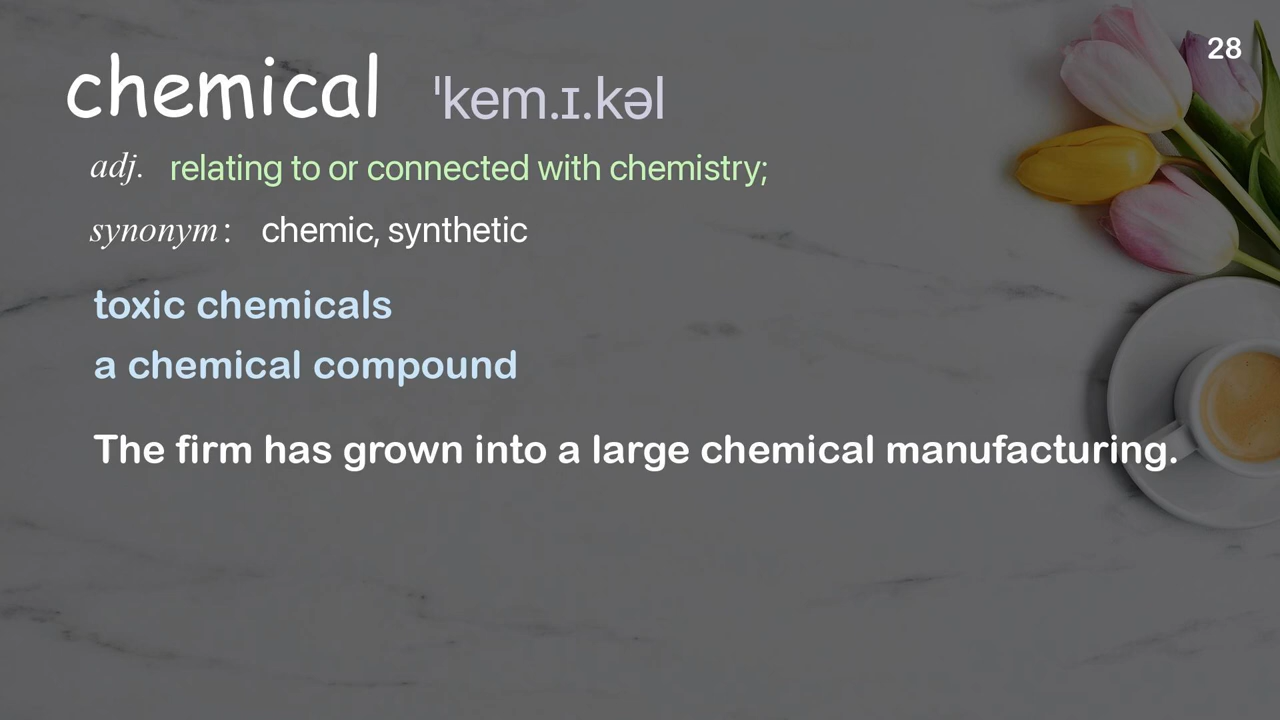 28
chemical ˈkem.ɪ.kəl
adj. relating to or connected with chemistry;
synonym: chemic, synthetic
toxic chemicals
a chemical compound
The firm has grown into a large chemical manufacturing.